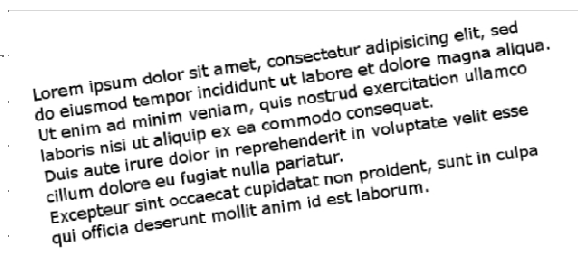 Lorem ipsum dolor sit amet, consectetur adipisicing elit, sed
do eiusmod tempor incididunt ut labore et dolore magna aliqua.
Ut enim ad minim veniam, quis nostrud exercitation ullamco
laboris nisi ut aliquip ex ea commodo consequat.
Duis aute irure dolor in reprehenderit in voluptate velit esse
cillum dolore eu fugiat nulla pariatur.
Excepteur sint occaecat cupidatat non proident, sunt in culpa
qui officia deserunt mollit anim id est laborum.